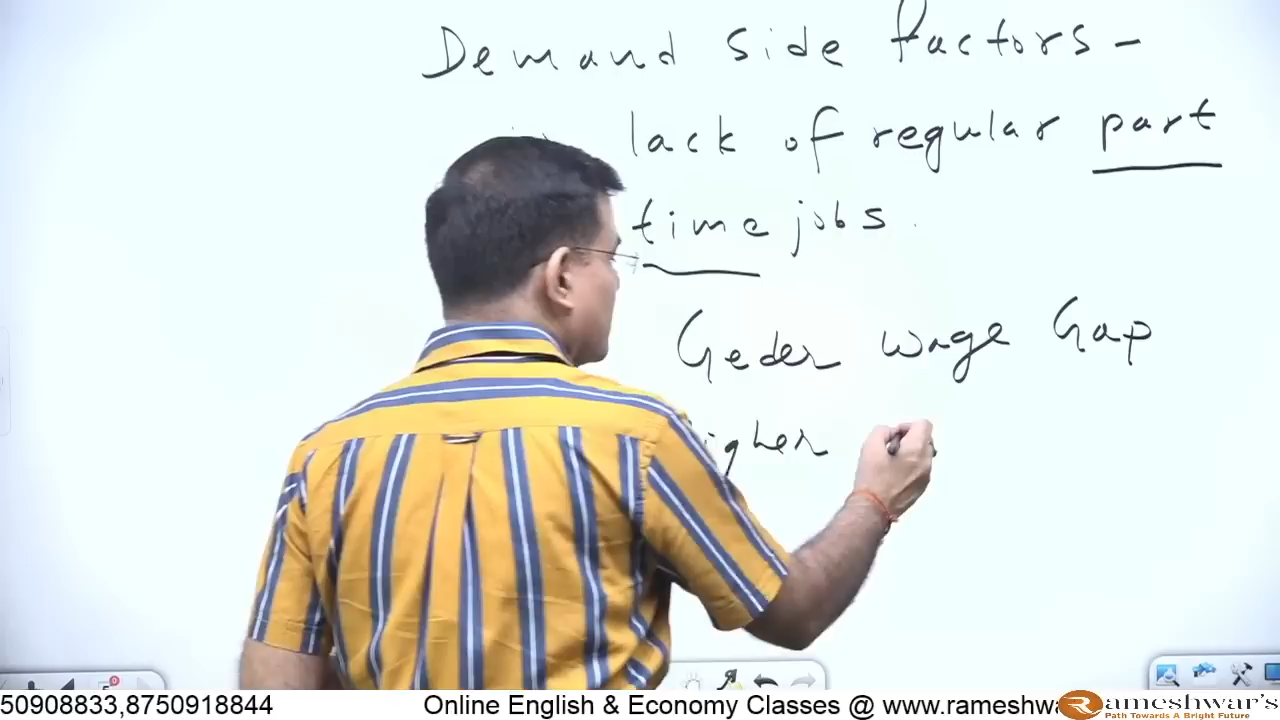 Demand side factors-
lack of regular part
time jobs.
Geder wage Gap
igher
50908833,8750918844 Online English & Economy Classes @ www.rameshwa
Rameshwar's
Path Towards A Bright Future